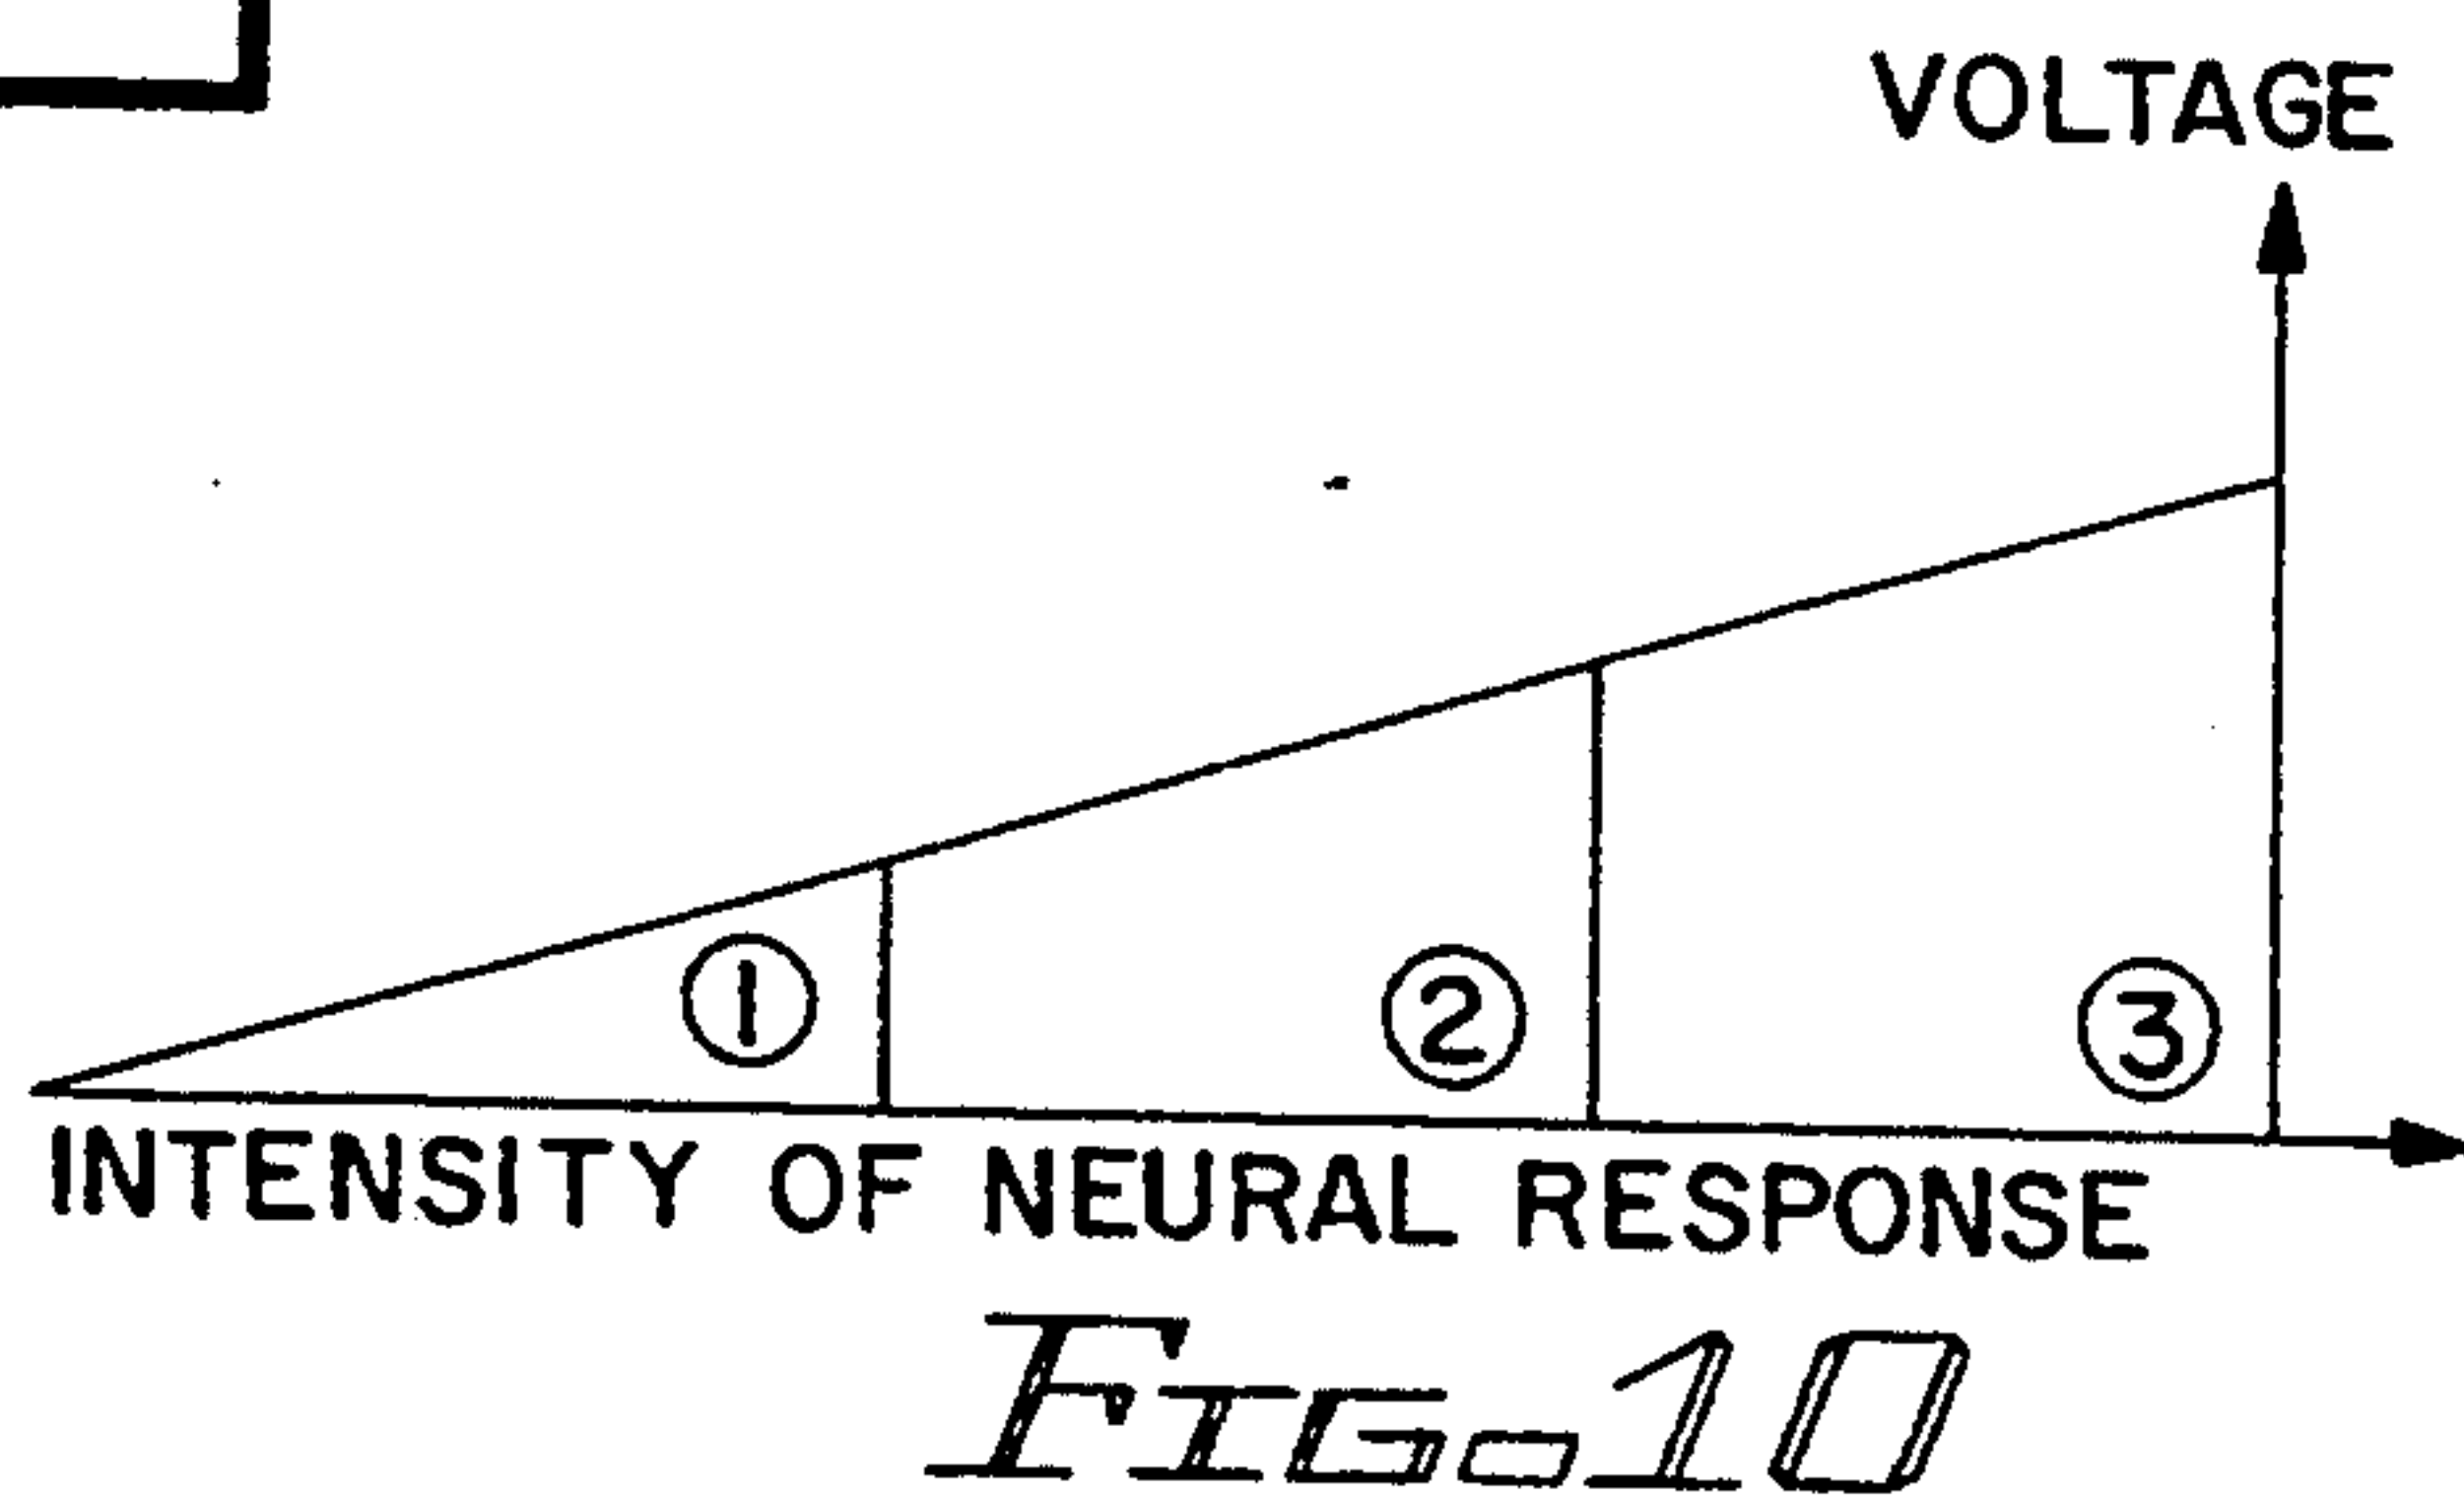 VOLTAGE
1
2
3
INTENSITY OF NEURAL RESPONSE
FIG. 10